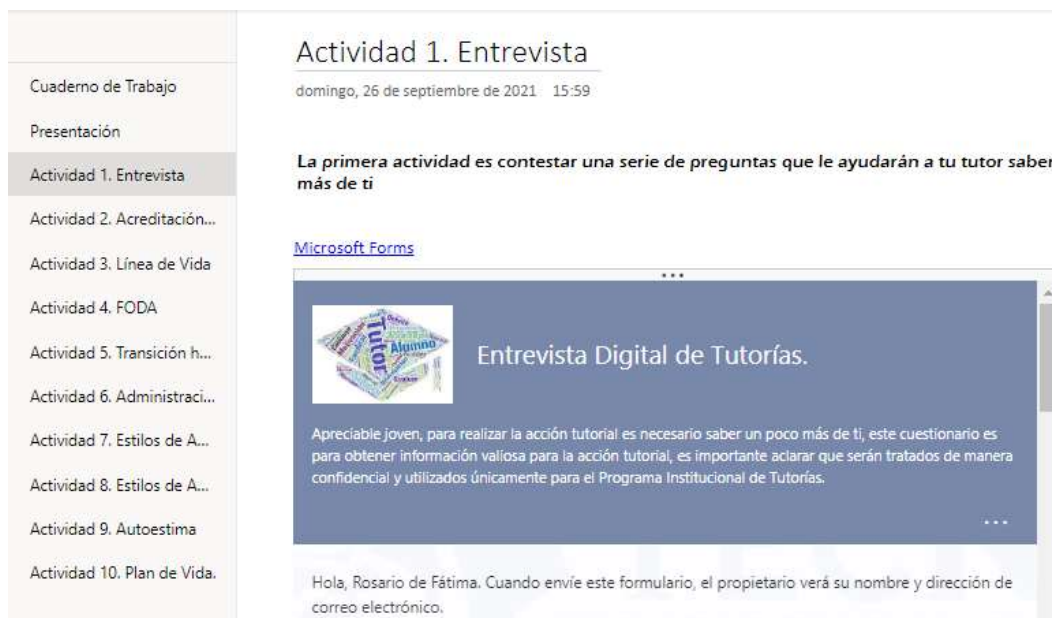 Cuaderno de Trabajo
Presentación
Actividad 1. Entrevista
Actividad 2. Acreditación...
Actividad 3. Línea de Vida
Actividad 4. FODA
Actividad 5. Transición h...
Actividad 6. Administraci...
Actividad 7. Estilos de A...
Actividad 8. Estilos de A...
Actividad 9. Autoestima
Actividad 10. Plan de Vida.
Actividad 1. Entrevista
domingo, 26 de septiembre de 2021 15:59
La primera actividad es contestar una serie de preguntas que le ayudarán a tu tutor saber
más de ti
Microsoft Forms
Tutor
Alumno
Entrevista Digital de Tutorías.
Apreciable joven, para realizar la acción tutorial es necesario saber un poco más de ti, este cuestionario es
para obtener información valiosa para la acción tutorial, es importante aclarar que serán tratados de manera
confidencial y utilizados únicamente para el Programa Institucional de Tutorías.
Hola, Rosario de Fátima. Cuando envíe este formulario, el propietario verá su nombre y dirección de
correo electrónico.